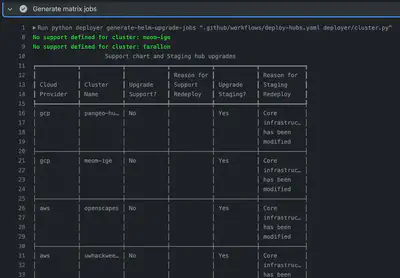 Generate matrix jobs
1 ▶ Run python deployer generate-helm-upgrade-jobs ".github/workflows/deploy-hubs.yaml deployer/cluster.py"
8 No support defined for cluster: meom-ige
9 No support defined for cluster: farallon
10 Support chart and Staging hub upgrades
11
12 Reason for Reason for
13 Cloud Cluster Upgrade Support Upgrade Staging
14 Provider Name Support? Redeploy Staging? Redeploy
15
16 gcp pangeo-hu… No Yes Core
17 infrastruc…
18 has been
19 modified
20
21 gcp meom-ige No Yes Core
22 infrastruc…
23 has been
24 modified
25
26 aws openscapes No Yes Core
27 infrastruc…
28 has been
29 modified
30
31 aws uwhackwee… No Yes Core
32 infrastruc…
33 has been